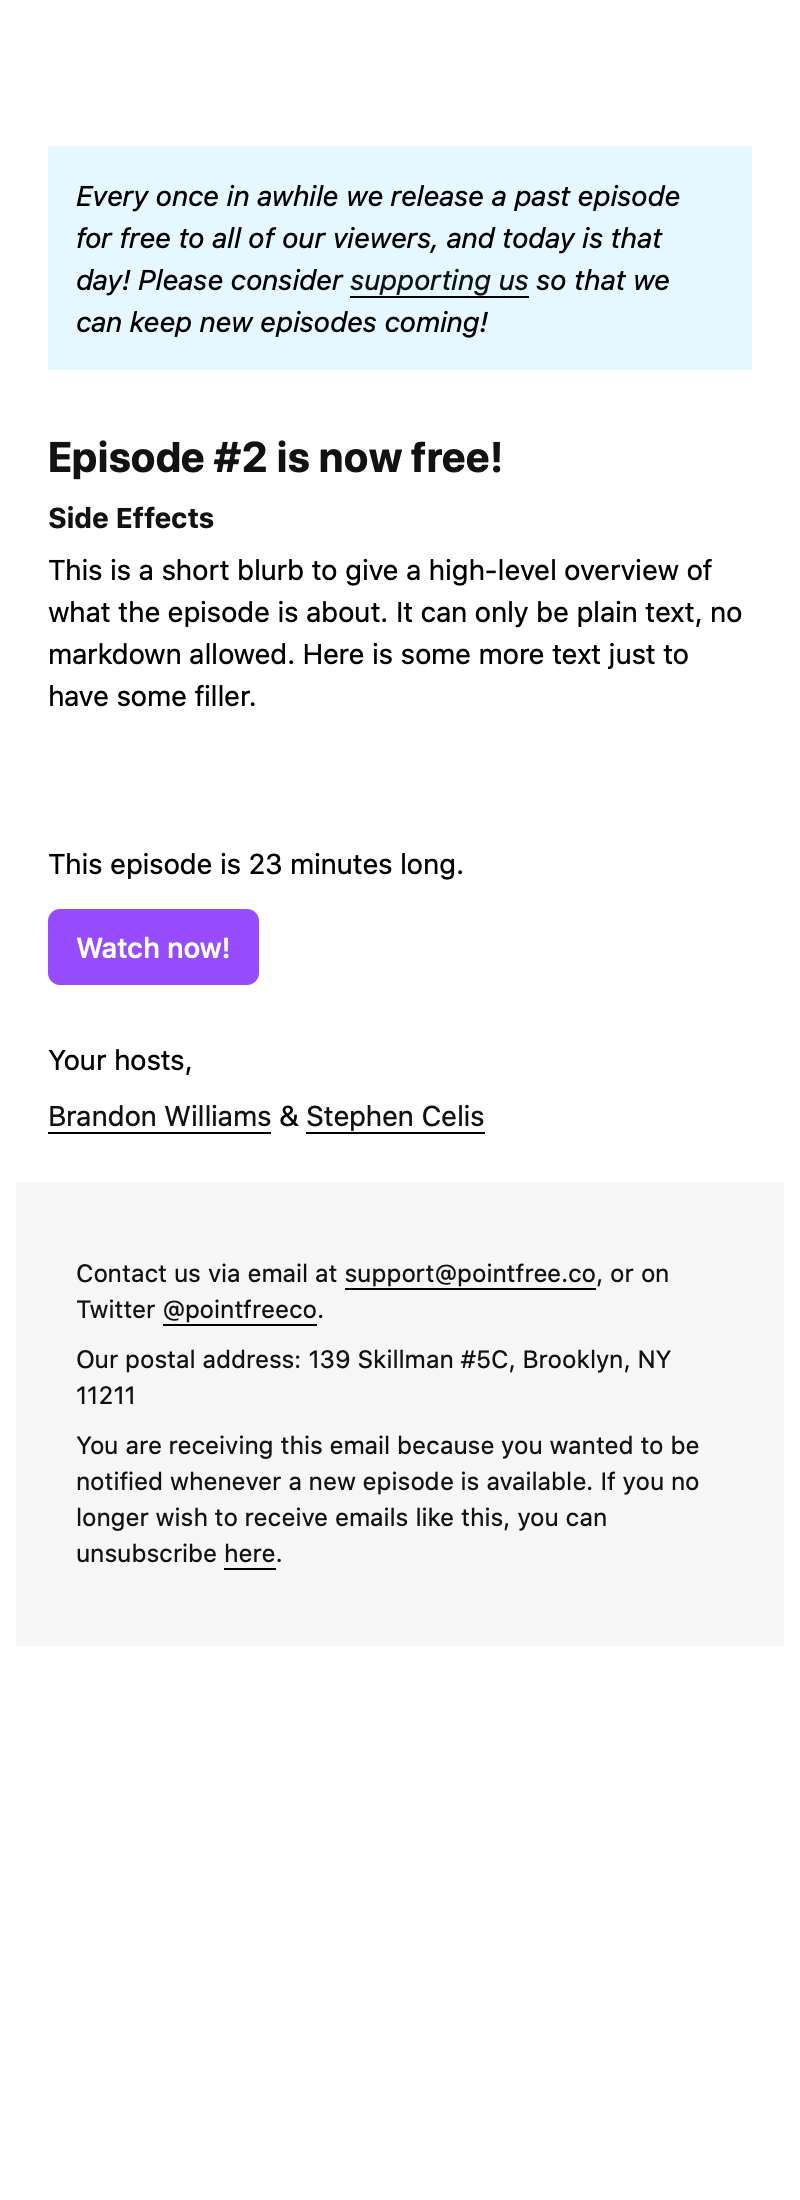 Every once in awhile we release a past episode
for free to all of our viewers, and today is that
day! Please consider supporting us so that we
can keep new episodes coming!
Episode #2 is now free!
Side Effects
This is a short blurb to give a high-level overview of
what the episode is about. It can only be plain text, no
markdown allowed. Here is some more text just to
have some filler.
This episode is 23 minutes long.
Watch now!
Your hosts,
Brandon Williams & Stephen Celis
Contact us via email at support@pointfree.co, or on
Twitter @pointfreeco.
Our postal address: 139 Skillman #5C, Brooklyn, NY
11211
You are receiving this email because you wanted to be
notified whenever a new episode is available. If you no
longer wish to receive emails like this, you can
unsubscribe here.